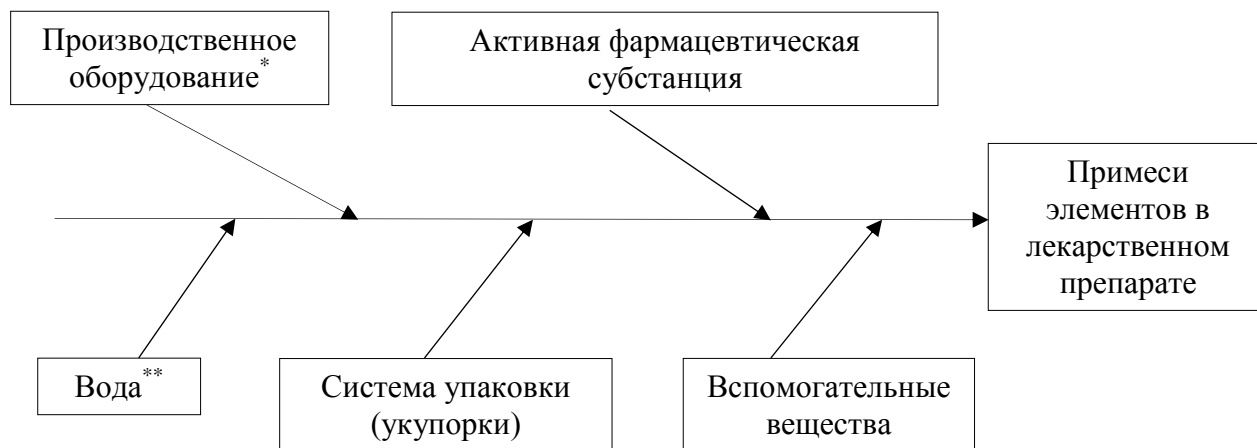 Производственное
оборудование*
Активная фармацевтическая
субстанция
Примеси
элементов в
лекарственном
препарате
Вода**
Система упаковки
(укупорки)
Вспомогательные
вещества